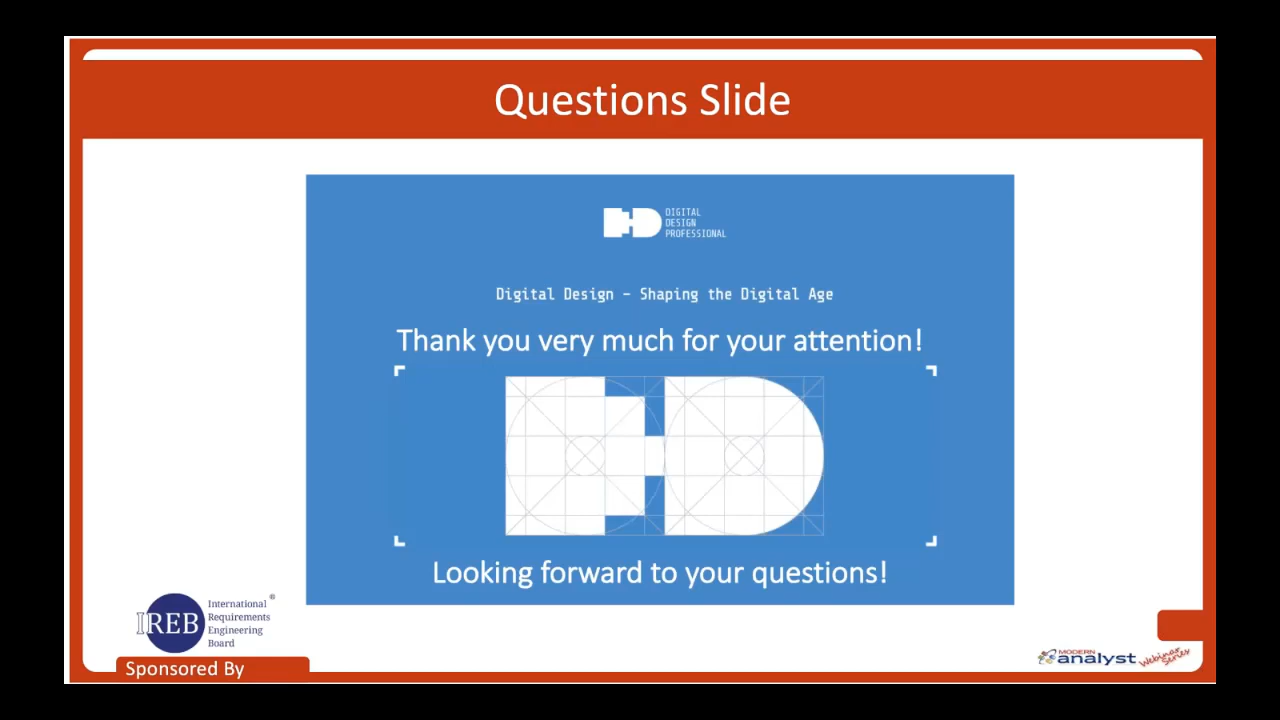 Questions Slide
DIGITAL
DESIGN
PROFESSIONAL
Digital Design – Shaping the Digital Age
Thank you very much for your attention!
Looking forward to your questions!
IREB
International ®
Requirements
Engineering
Board
Sponsored By
MODERN
analyst
Webinar
Series